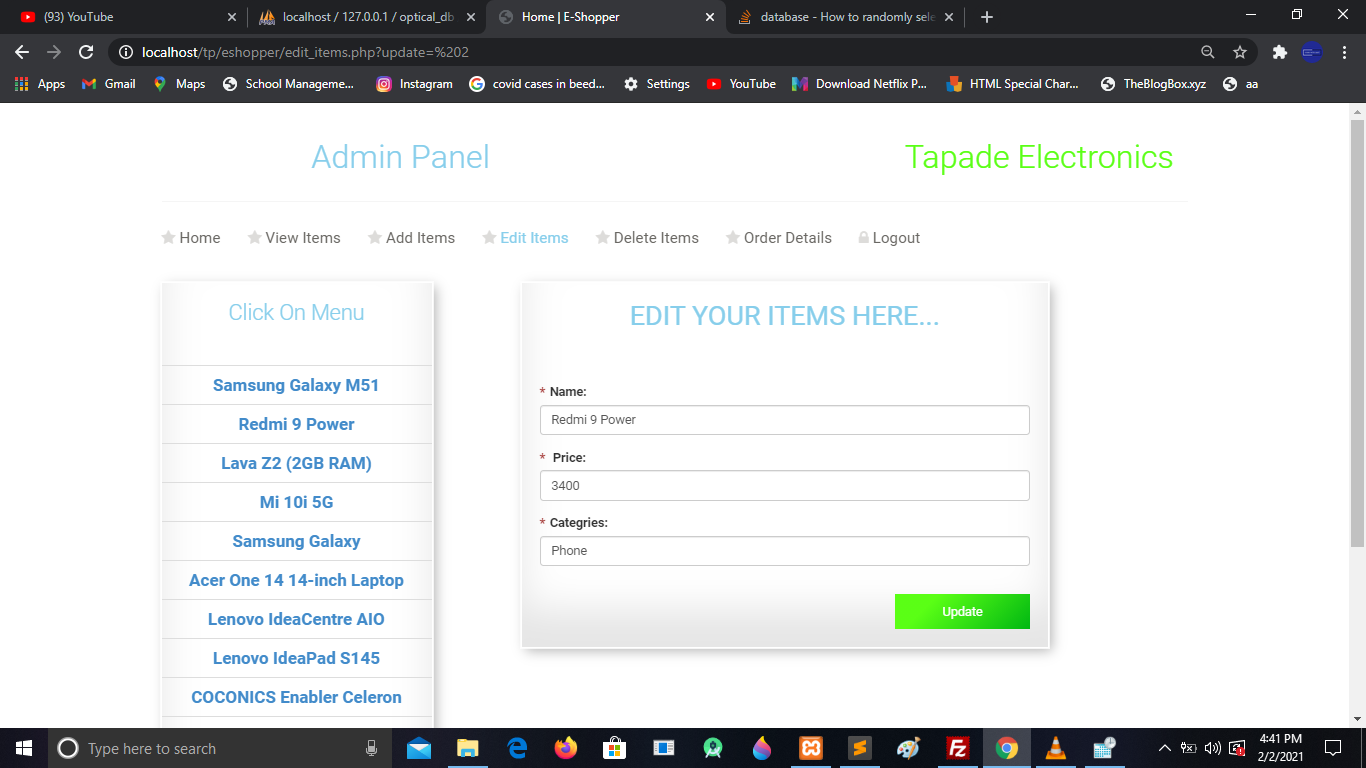 (93) YouTube
localhost / 127.0.0.1 / optical_db
Home | E-Shopper
database - How to randomly sele
localhost/tp/eshopper/edit_items.php?update=%202
Apps
Gmail
Maps
School Manageme...
Instagram
covid cases in beed...
Settings
YouTube
Download Netflix P...
HTML Special Char...
TheBlogBox.xyz
aa
Admin Panel
Tapade Electronics
Home
View Items
Add Items
Edit Items
Delete Items
Order Details
Logout
Click On Menu
Samsung Galaxy M51
Redmi 9 Power
Lava Z2 (2GB RAM)
Mi 10i 5G
Samsung Galaxy
Acer One 14 14-inch Laptop
Lenovo IdeaCentre AIO
Lenovo IdeaPad S145
COCONICS Enabler Celeron
EDIT YOUR ITEMS HERE...
* Name:
Redmi 9 Power
* Price:
3400
* Categries:
Phone
Update
Type here to search
4:41 PM
2/2/2021